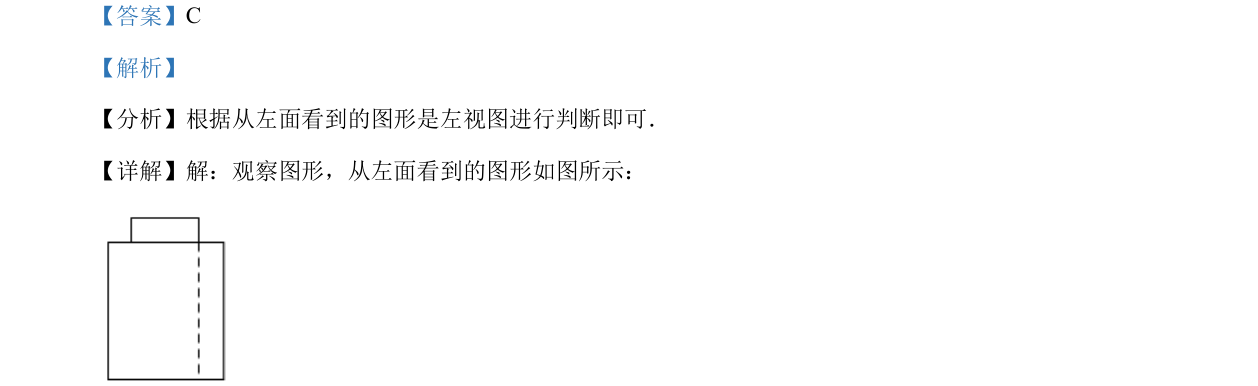 【答案】C
【解析】
【分析】根据从左面看到的图形是左视图进行判断即可．
【详解】解：观察图形，从左面看到的图形如图所示：